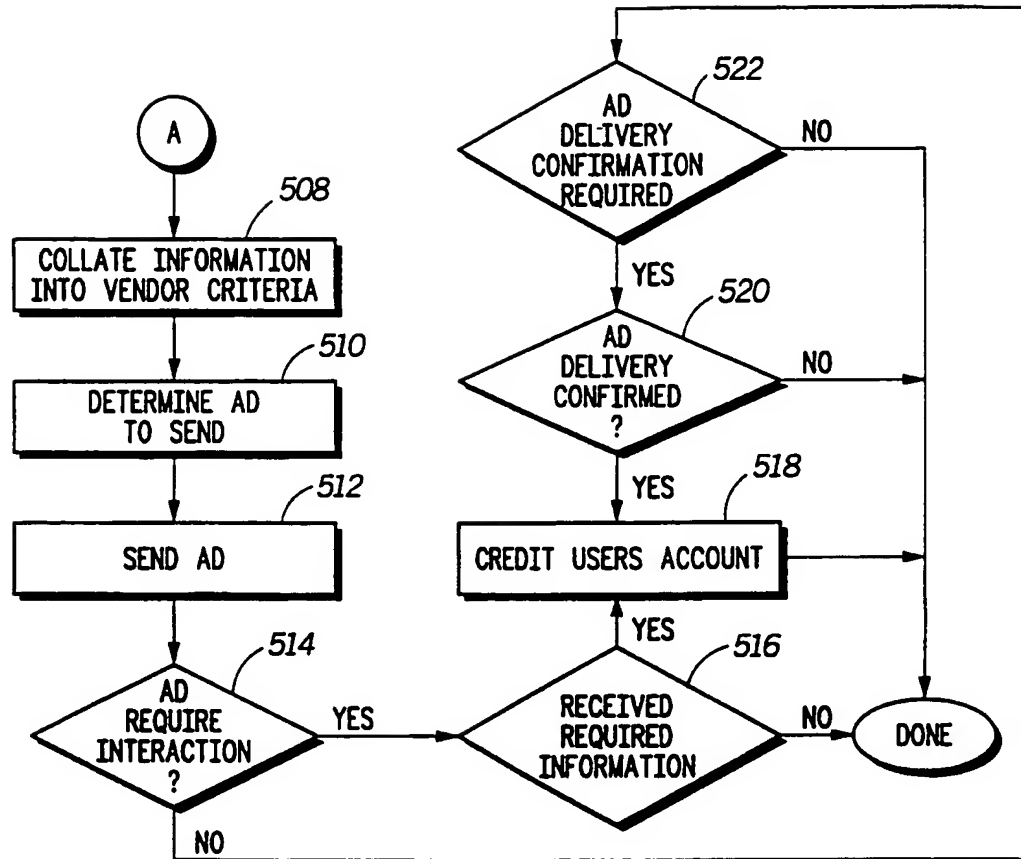 A
508
COLLATE INFORMATION
INTO VENDOR CRITERIA
510
DETERMINE AD
TO SEND
512
SEND AD
514
AD
REQUIRE
INTERACTION
?
YES
NO
522
AD
DELIVERY
CONFIRMATION
REQUIRED
NO
YES
520
AD
DELIVERY
CONFIRMED
?
NO
YES
518
CREDIT USERS ACCOUNT
YES
516
RECEIVED
REQUIRED
INFORMATION
NO
DONE